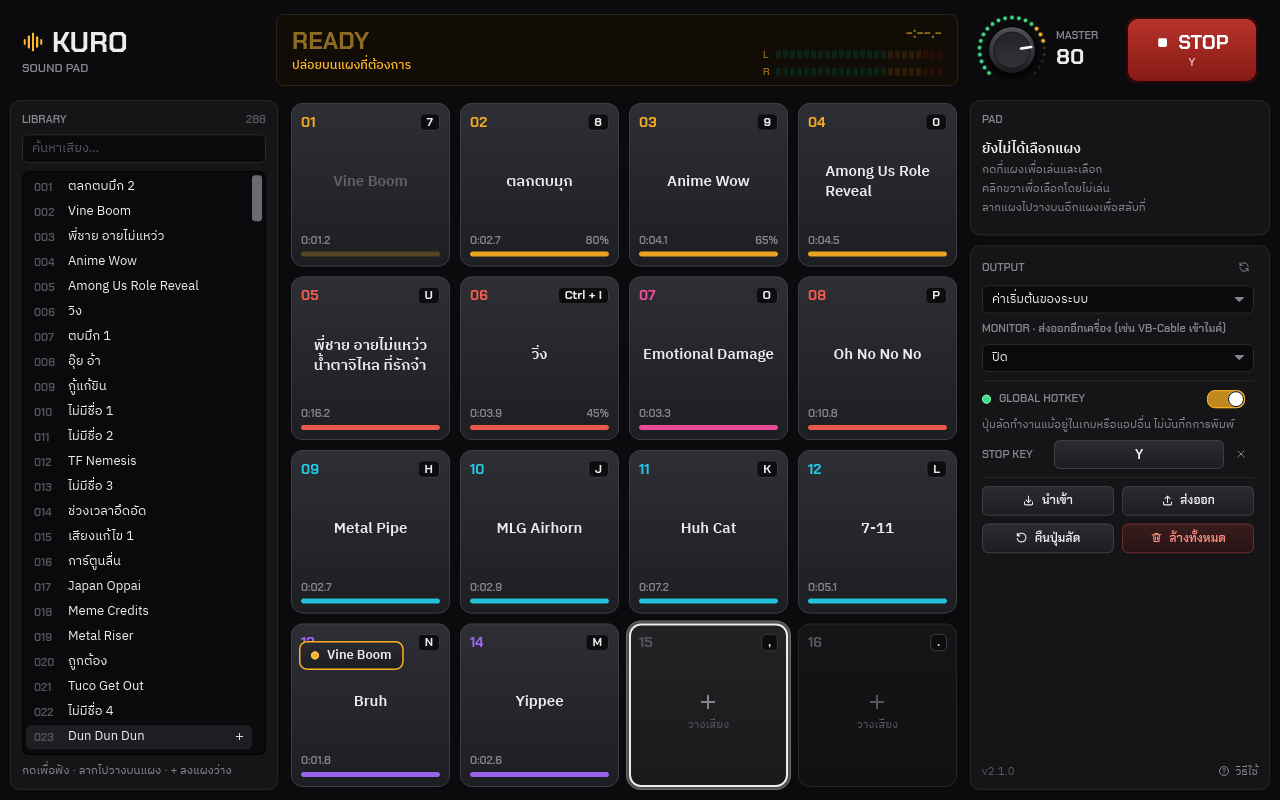 KURO
SOUND PAD
READY
ปล่อยบนแผงที่ต้องการ
-:--.-
L
R
MASTER
80
STOP
Y
LIBRARY 288
ค้นหาเสียง...
001 ตลกตบมึก 2
002 Vine Boom
003 พี่ชาย อายไม่แหว่ว
004 Anime Wow
005 Among Us Role Reveal
006 วิง
007 ตบมึก 1
008 อุ๊ย อ้า
009 กู้แก้ขัน
010 ไม่มีชื่อ 1
011 ไม่มีชื่อ 2
012 TF Nemesis
013 ไม่มีชื่อ 3
014 ช่วงเวลาอึดอัด
015 เสียงแก้ไข 1
016 การ์ตูนลื่น
017 Japan Oppai
018 Meme Credits
019 Metal Riser
020 ถูกต้อง
021 Tuco Get Out
022 ไม่มีชื่อ 4
023 Dun Dun Dun +
กดเพื่อฟัง · ลากไปวางบนแผง · + ลงแผงว่าง
01 7
Vine Boom
0:01.2
02 8
ตลกตบมุก
0:02.7 80%
03 9
Anime Wow
0:04.1 65%
04 0
Among Us Role
Reveal
0:04.5
05 U
พี่ชาย อายไม่แหว่ว
น้ำตาจิไหล ที่รักจ๋า
0:16.2
06 Ctrl + I
วิ่ง
0:03.9 45%
07 O
Emotional Damage
0:03.3
08 P
Oh No No No
0:10.8
09 H
Metal Pipe
0:02.7
10 J
MLG Airhorn
0:02.9
11 K
Huh Cat
0:07.2
12 L
7-11
0:05.1
13 N
Vine Boom
Bruh
0:01.8
14 M
Yippee
0:02.6
15 ,
+
วางเสียง
16 .
+
วางเสียง
PAD
ยังไม่ได้เลือกแผง
กดที่แผงเพื่อเล่นและเลือก
คลิกขวาเพื่อเลือกโดยไม่เล่น
ลากแผงไปวางบนอีกแผงเพื่อสลับที่
OUTPUT
ค่าเริ่มต้นของระบบ
MONITOR · ส่งออกอีกเครื่อง (เช่น VB-Cable เข้าไมค์)
ปิด
GLOBAL HOTKEY
ปุ่มลัดทำงานแม้อยู่ในเกมหรือแอปอื่น ไม่บันทึกการพิมพ์
STOP KEY Y ×
นำเข้า ส่งออก
คืนปุ่มลัด ล้างทั้งหมด
v2.1.0 วิธีใช้